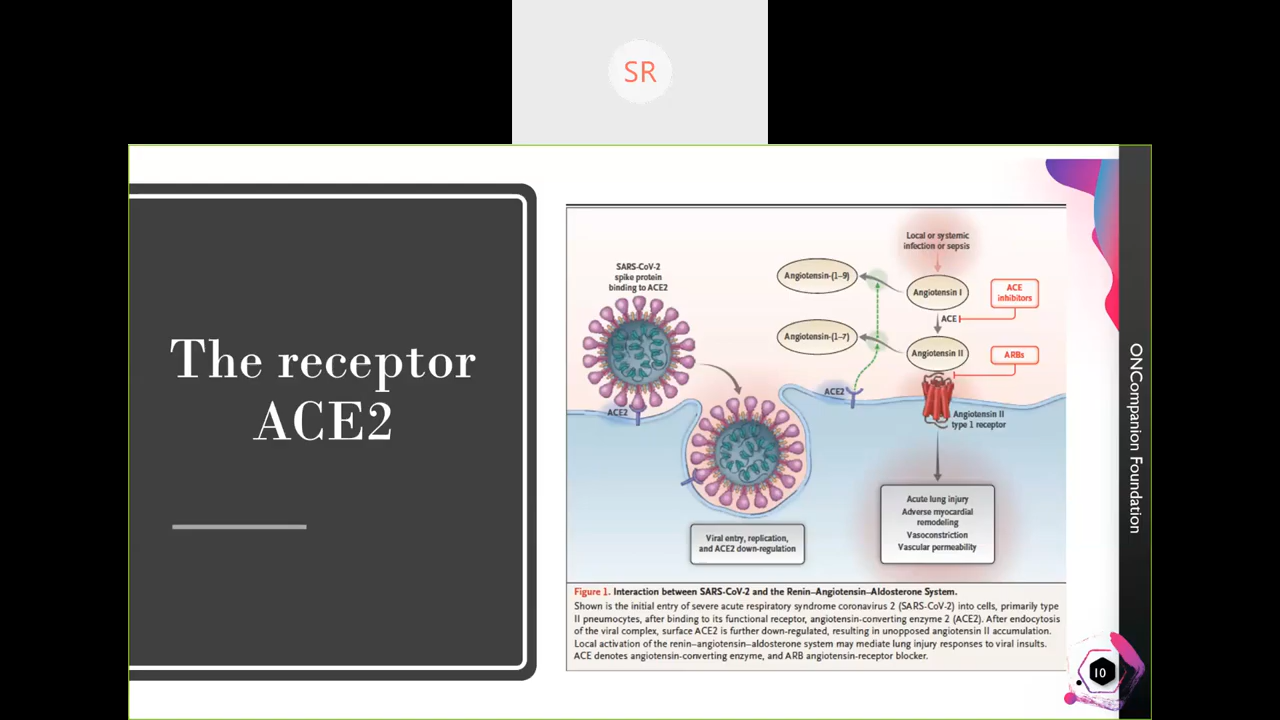 SR
The receptor
ACE2
Local or systemic
infection or sepsis
SARS-CoV-2
spike protein
binding to ACE2
Angiotensin-(1–9)
Angiotensin I
ACE
inhibitors
ACE
Angiotensin-(1–7)
Angiotensin II
ARBs
ACE2
ACE2
Angiotensin II
type 1 receptor
Acute lung injury
Adverse myocardial
remodeling
Vasoconstriction
Vascular permeability
Viral entry, replication,
and ACE2 down-regulation
Figure 1. Interaction between SARS-CoV-2 and the Renin–Angiotensin–Aldosterone System.
Shown is the initial entry of severe acute respiratory syndrome coronavirus 2 (SARS-CoV-2) into cells, primarily type
II pneumocytes, after binding to its functional receptor, angiotensin-converting enzyme 2 (ACE2). After endocytosis
of the viral complex, surface ACE2 is further down-regulated, resulting in unopposed angiotensin II accumulation.
Local activation of the renin–angiotensin–aldosterone system may mediate lung injury responses to viral insults.
ACE denotes angiotensin-converting enzyme, and ARB angiotensin-receptor blocker.
ONCompanion Foundation
10